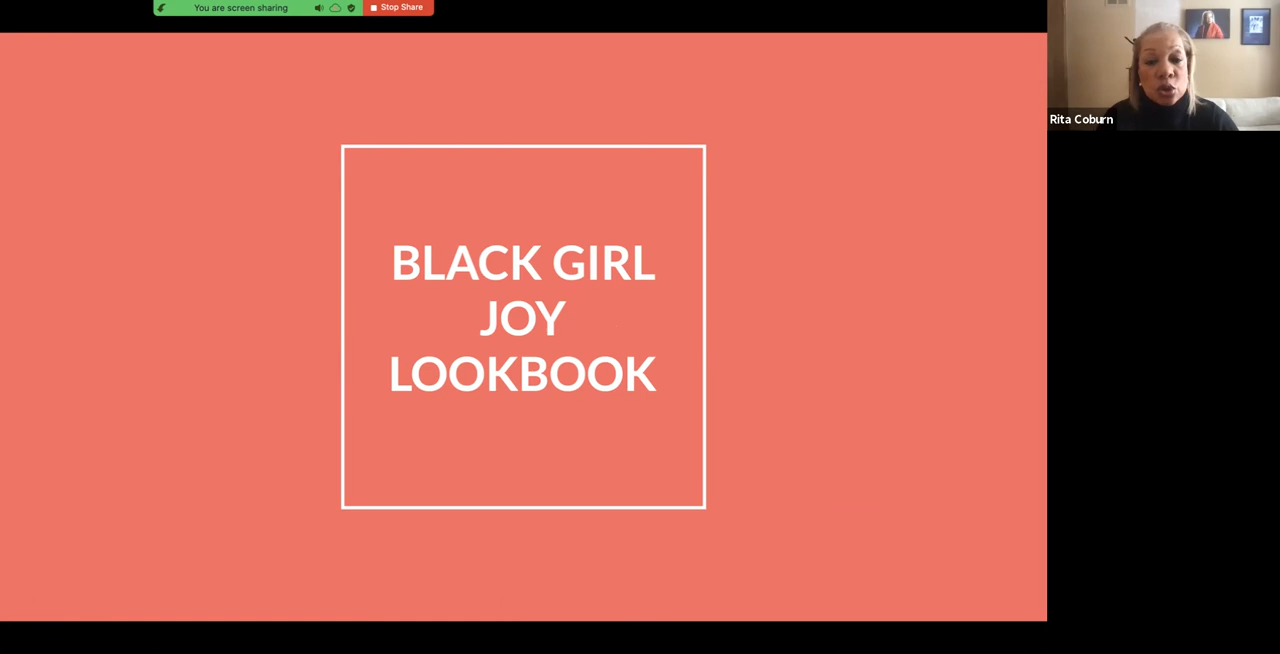 You are screen sharing
Stop Share
Rita Coburn
BLACK GIRL
JOY
LOOKBOOK